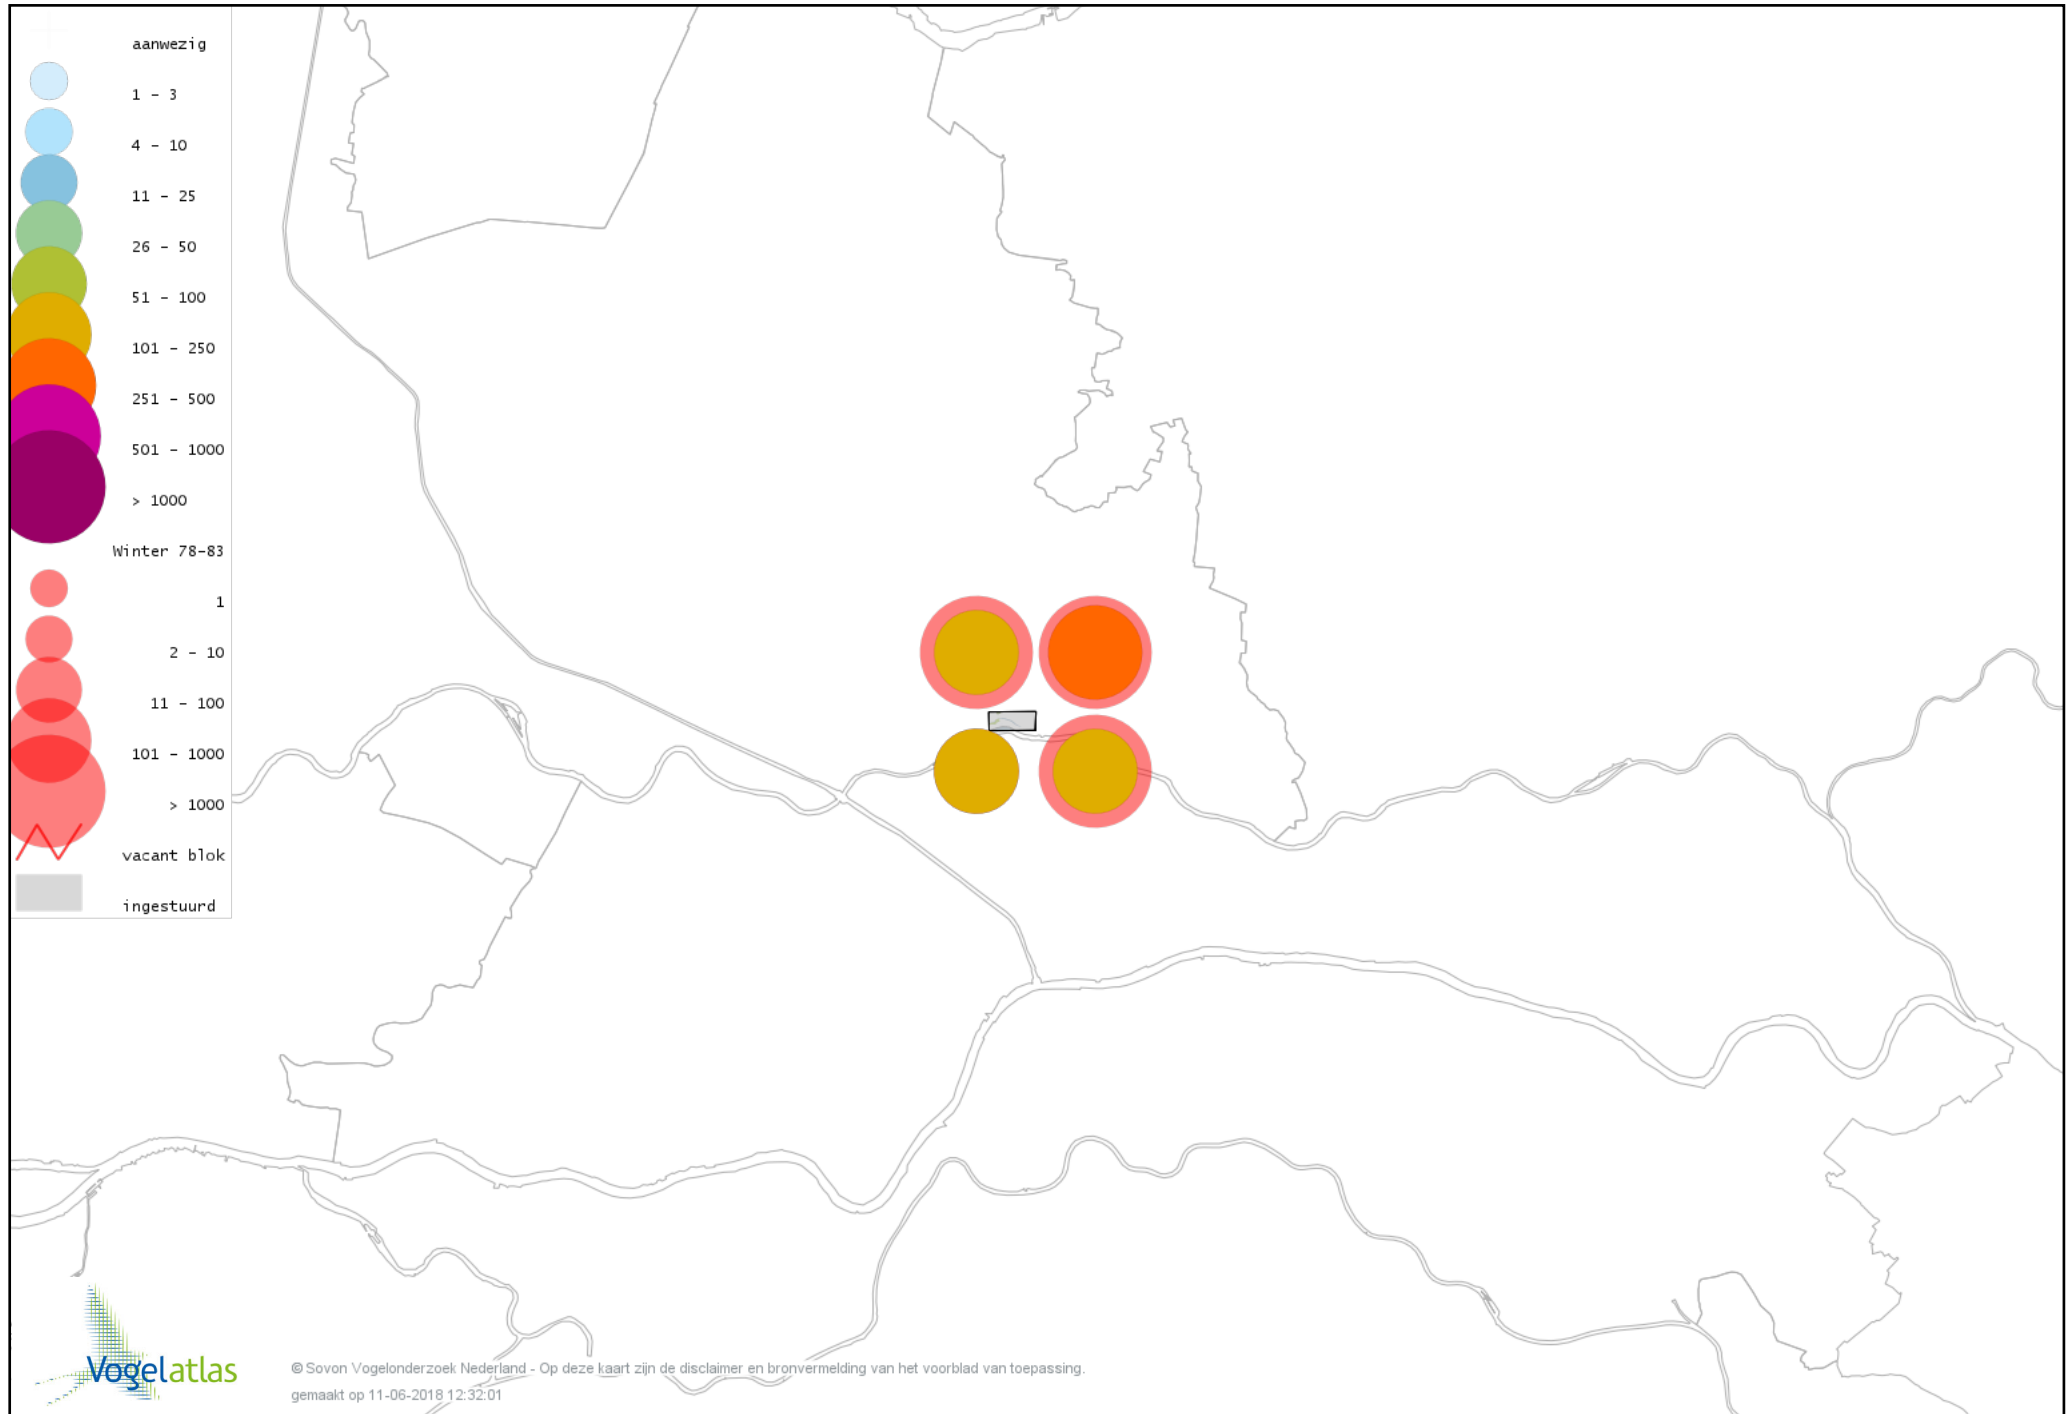 aanwezig
1 - 3
4 - 10
11 - 25
26 - 50
51 - 100
101 - 250
251 - 500
501 - 1000
> 1000
Winter 78-83
1
2 - 10
11 - 100
101 - 1000
> 1000
vacant blok
ingestuurd
Vogelatlas
© Sovon Vogelonderzoek Nederland - Op deze kaart zijn de disclaimer en bronvermelding van het voorblad van toepassing.
gemaakt op 11-06-2018 12:32:01